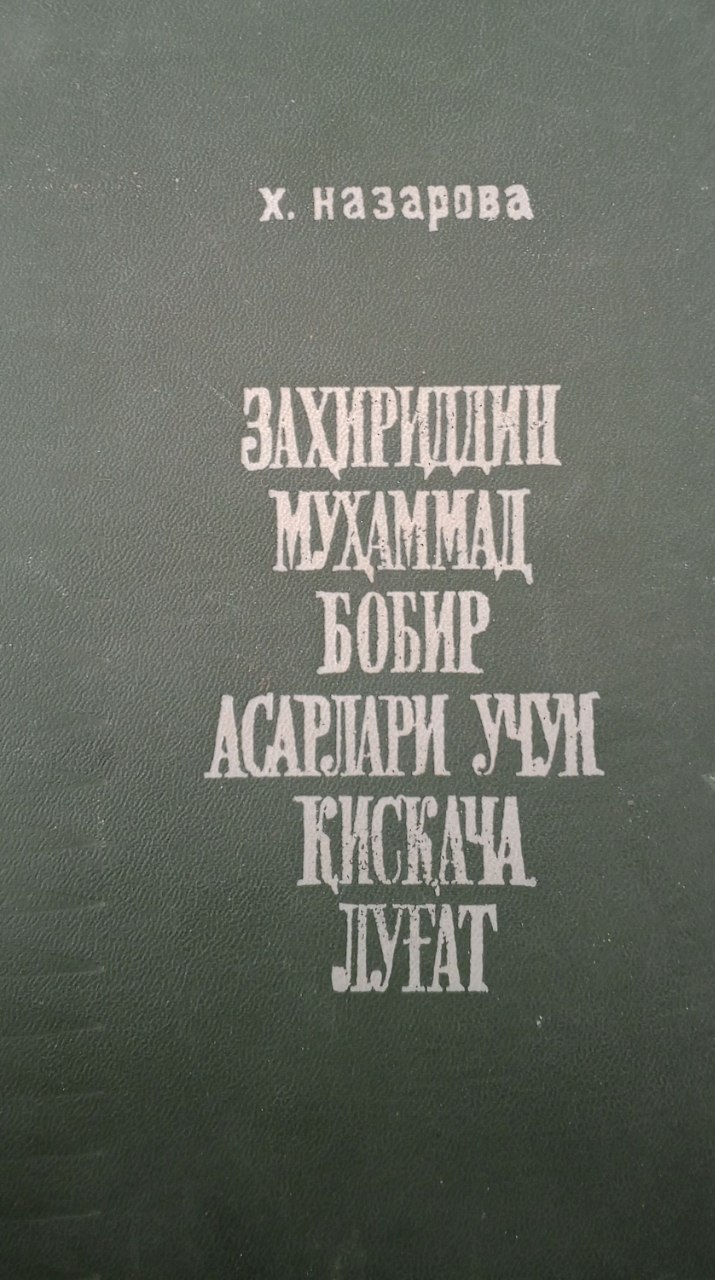 х. назарова
ЗАҲИРИДДИН
МУҲАММАД
БОБИР
АСАРЛАРИ УЧУН
ҚИСҚАЧА
ЛУҒАТ